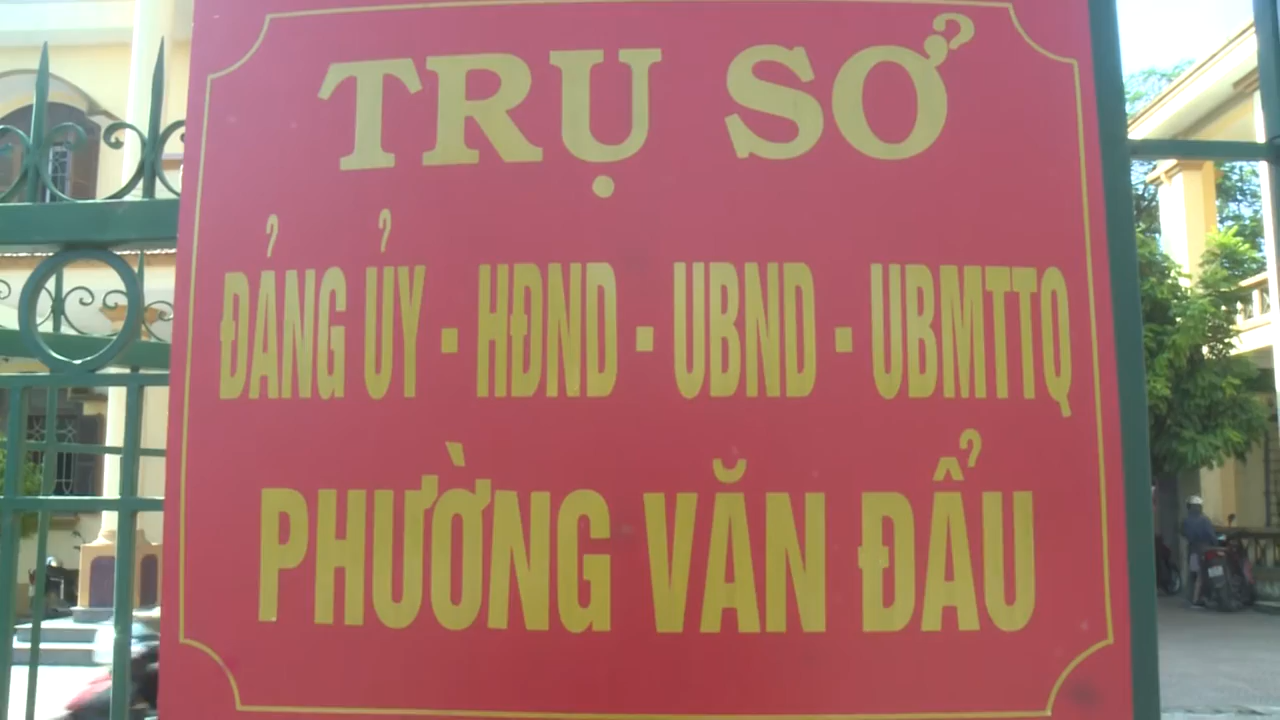 TRỤ SỞ
ĐẢNG ỦY - HĐND - UBND - UBMTTQ
PHƯỜNG VĂN ĐẨU